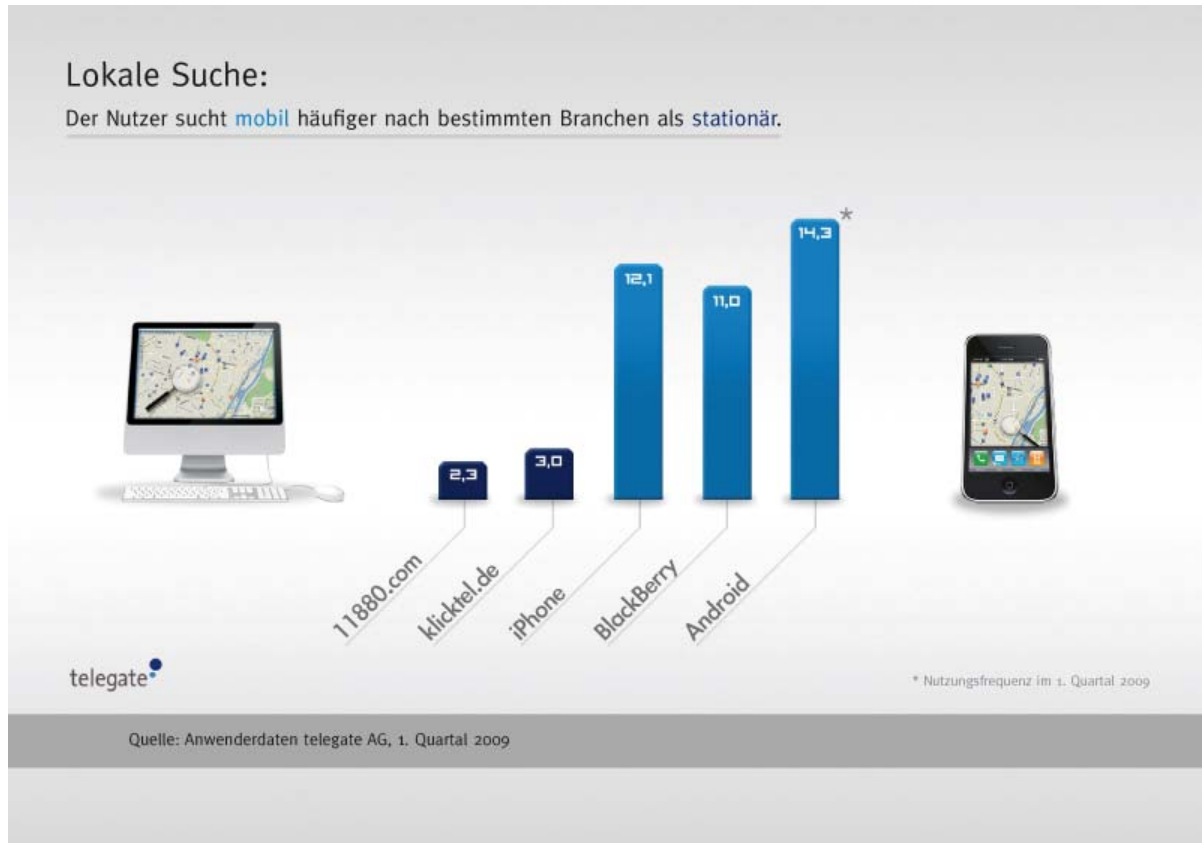 Lokale Suche:
Der Nutzer sucht mobil häufiger nach bestimmten Branchen als stationär.
14,3 *
12,1
11,0
3,0
2,3
11880.com
klicktel.de
iPhone
BlackBerry
Android
telegate
* Nutzungsfrequenz im 1. Quartal 2009
Quelle: Anwenderdaten telegate AG, 1. Quartal 2009